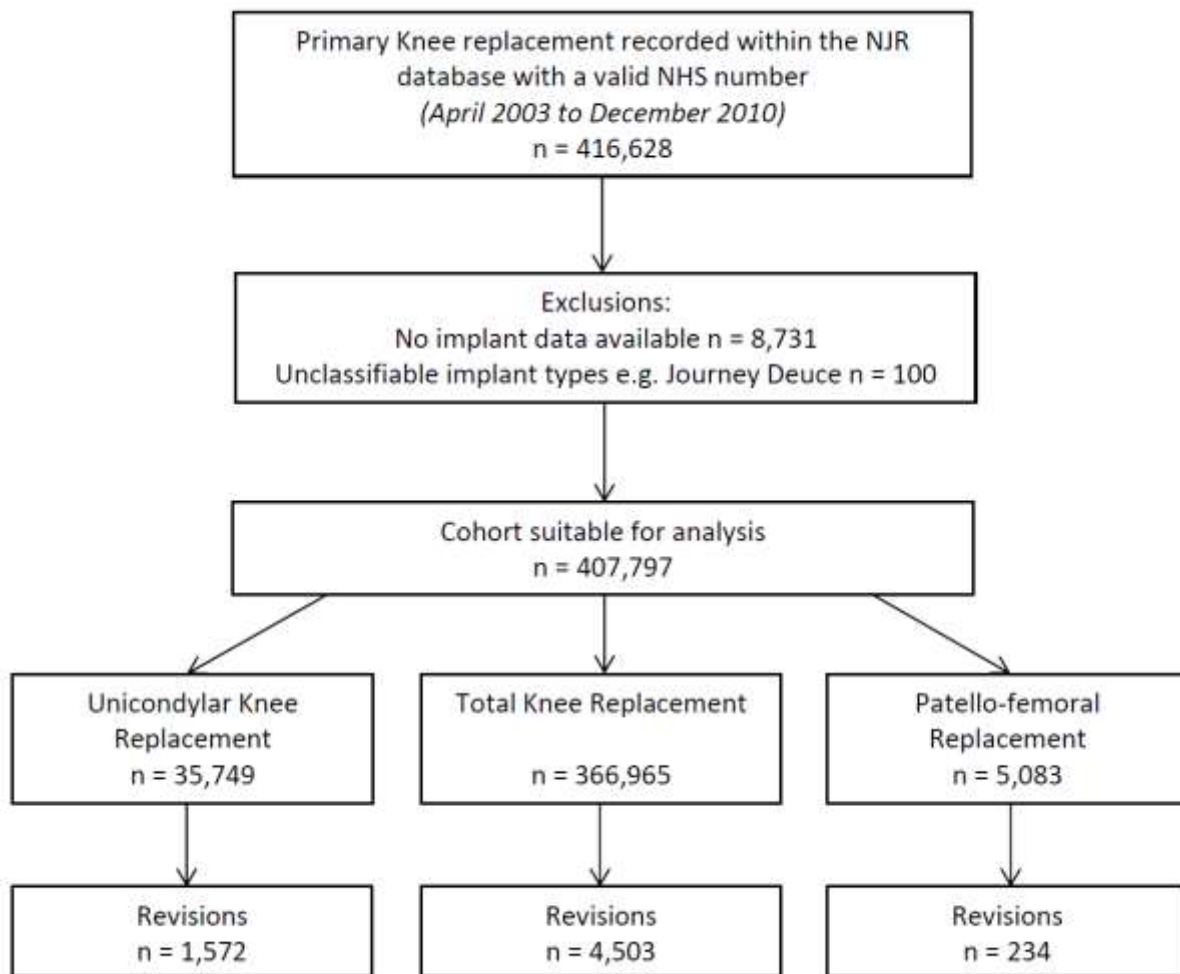 Primary Knee replacement recorded within the NJR
database with a valid NHS number
(April 2003 to December 2010)
n = 416,628
Exclusions:
No implant data available n = 8,731
Unclassifiable implant types e.g. Journey Deuce n = 100
Cohort suitable for analysis
n = 407,797
Unicondylar Knee
Replacement
n = 35,749
Total Knee Replacement
n = 366,965
Patello-femoral
Replacement
n = 5,083
Revisions
n = 1,572
Revisions
n = 4,503
Revisions
n = 234